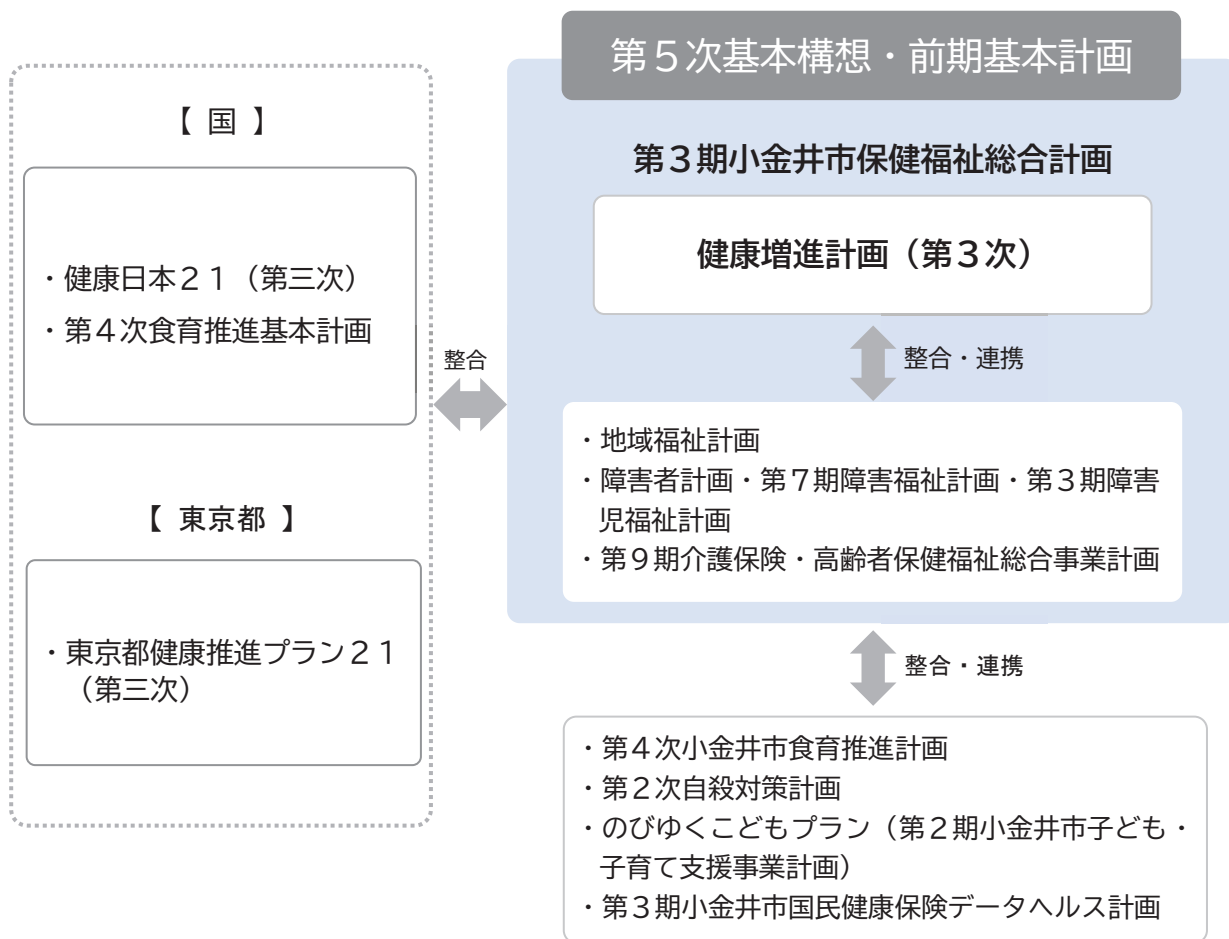 第５次基本構想・前期基本計画
【 国 】
・健康日本２１（第三次）
・第４次食育推進基本計画
【 東京都 】
・東京都健康推進プラン２１
（第三次）
整合
第３期小金井市保健福祉総合計画
健康増進計画（第３次）
整合・連携
・地域福祉計画
・障害者計画・第７期障害福祉計画・第３期障害
児福祉計画
・第９期介護保険・高齢者保健福祉総合事業計画
整合・連携
・第４次小金井市食育推進計画
・第２次自殺対策計画
・のびゆくこどもプラン（第２期小金井市子ども・
子育て支援事業計画）
・第３期小金井市国民健康保険データヘルス計画